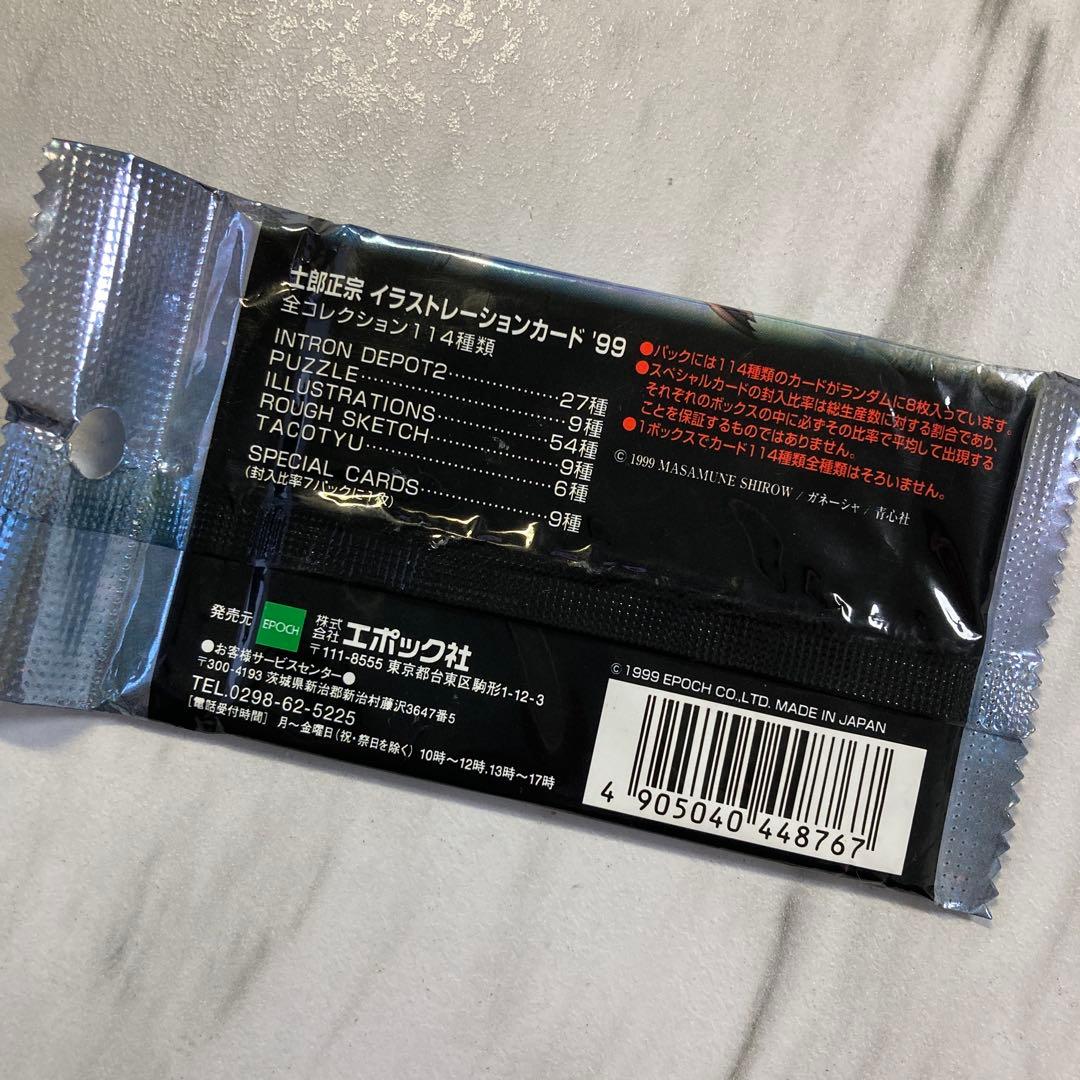 士郎正宗 イラストレーションカード '99
全コレクション114種類
INTRON DEPOT2..............27種
PUZZLE..............................9種
ILLUSTRATIONS..................54種
ROUGH SKETCH..................9種
TACOTYU..........................6種
SPECIAL CARDS..................9種
(封入比率7パックに1枚)
●パックには114種類のカードがランダムに8枚入っています。
●スペシャルカードの封入比率は総生産数に対する割合であり、
それぞれのボックスの中に必ずその比率で平均して出現する
ことを保証するものではありません。
●1ボックスでカード114種類全種類はそろいません。
© 1999 MASAMUNE SHIROW / ガネーシャ / 青心社
発売元 EPOCH 株式会社 エポック社
〒111-8555 東京都台東区駒形1-12-3
●お客様サービスセンター●
〒300-4193 茨城県新治郡新治村藤沢3647番5
TEL.0298-62-5225
[電話受付時間] 月～金曜日(祝・祭日を除く) 10時～12時,13時～17時
© 1999 EPOCH CO.,LTD. MADE IN JAPAN
4 905040 448767